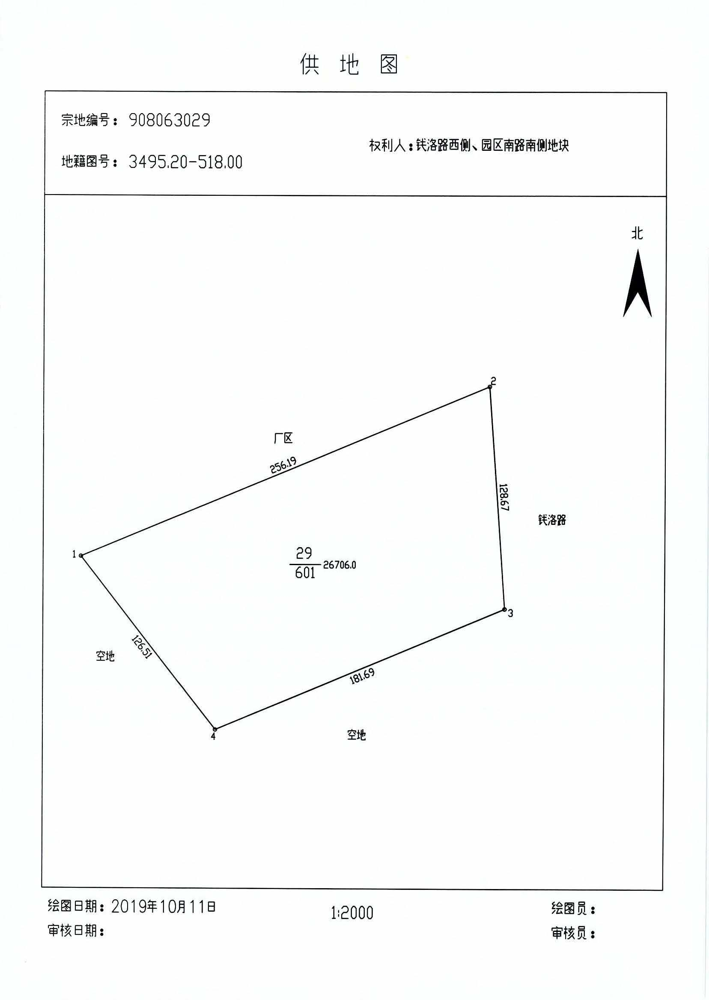 供地图
宗地编号：908063029
权利人：钱洛路西侧、园区南路南侧地块
地籍图号：3495.20-518.00
北
2
厂区
256.19
128.67
钱洛路
1
29
601
26706.0
3
126.51
空地
181.69
4
空地
绘图日期：2019年10月11日
1:2000
绘图员：
审核日期：
审核员：